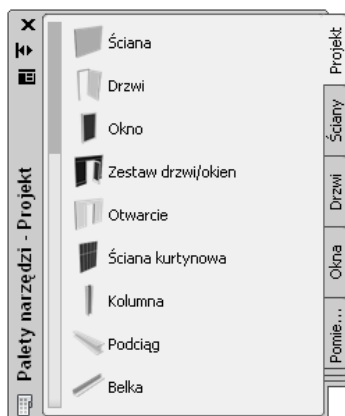 Palety narzędzi - Projekt
Ściana
Drzwi
Okno
Zestaw drzwi/okien
Otwarcie
Ściana kurtynowa
Kolumna
Podciąg
Belka
Projekt
Ściany
Drzwi
Okna
Pomie...